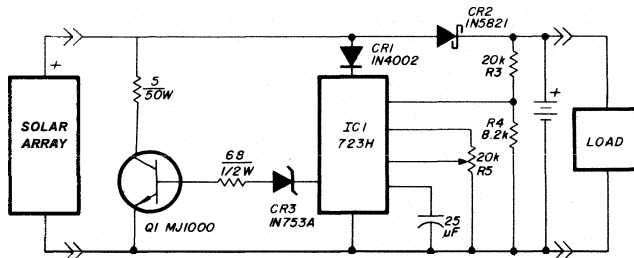 CR2
1N5821
+
CR1
1N4002
20k
R3
5
50W
+
SOLAR
ARRAY
IC1
723H
R4
8.2k
LOAD
68
1/2W
20k
R5
CR3
1N753A
25
µF
Q1 MJ1000